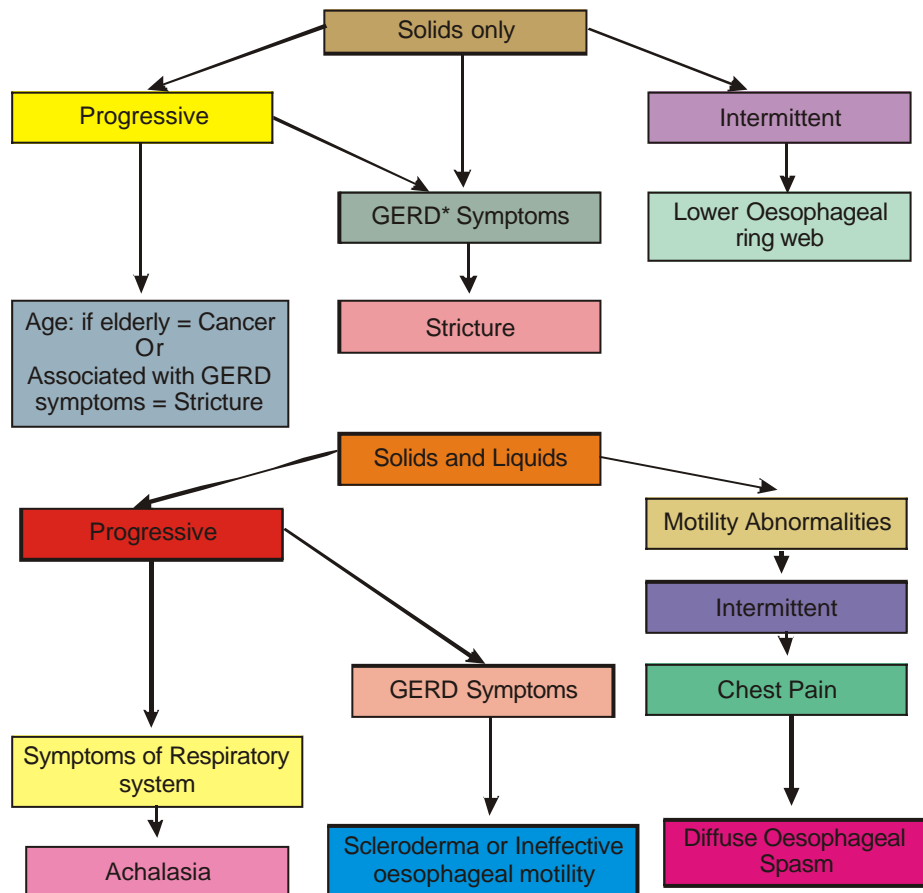 Solids only
Progressive
Intermittent
GERD* Symptoms
Lower Oesophageal
ring web
Age: if elderly = Cancer
Or
Associated with GERD
symptoms = Stricture
Stricture
Solids and Liquids
Progressive
Motility Abnormalities
Intermittent
GERD Symptoms
Chest Pain
Symptoms of Respiratory
system
Achalasia
Scleroderma or Ineffective
oesophageal motility
Diffuse Oesophageal
Spasm